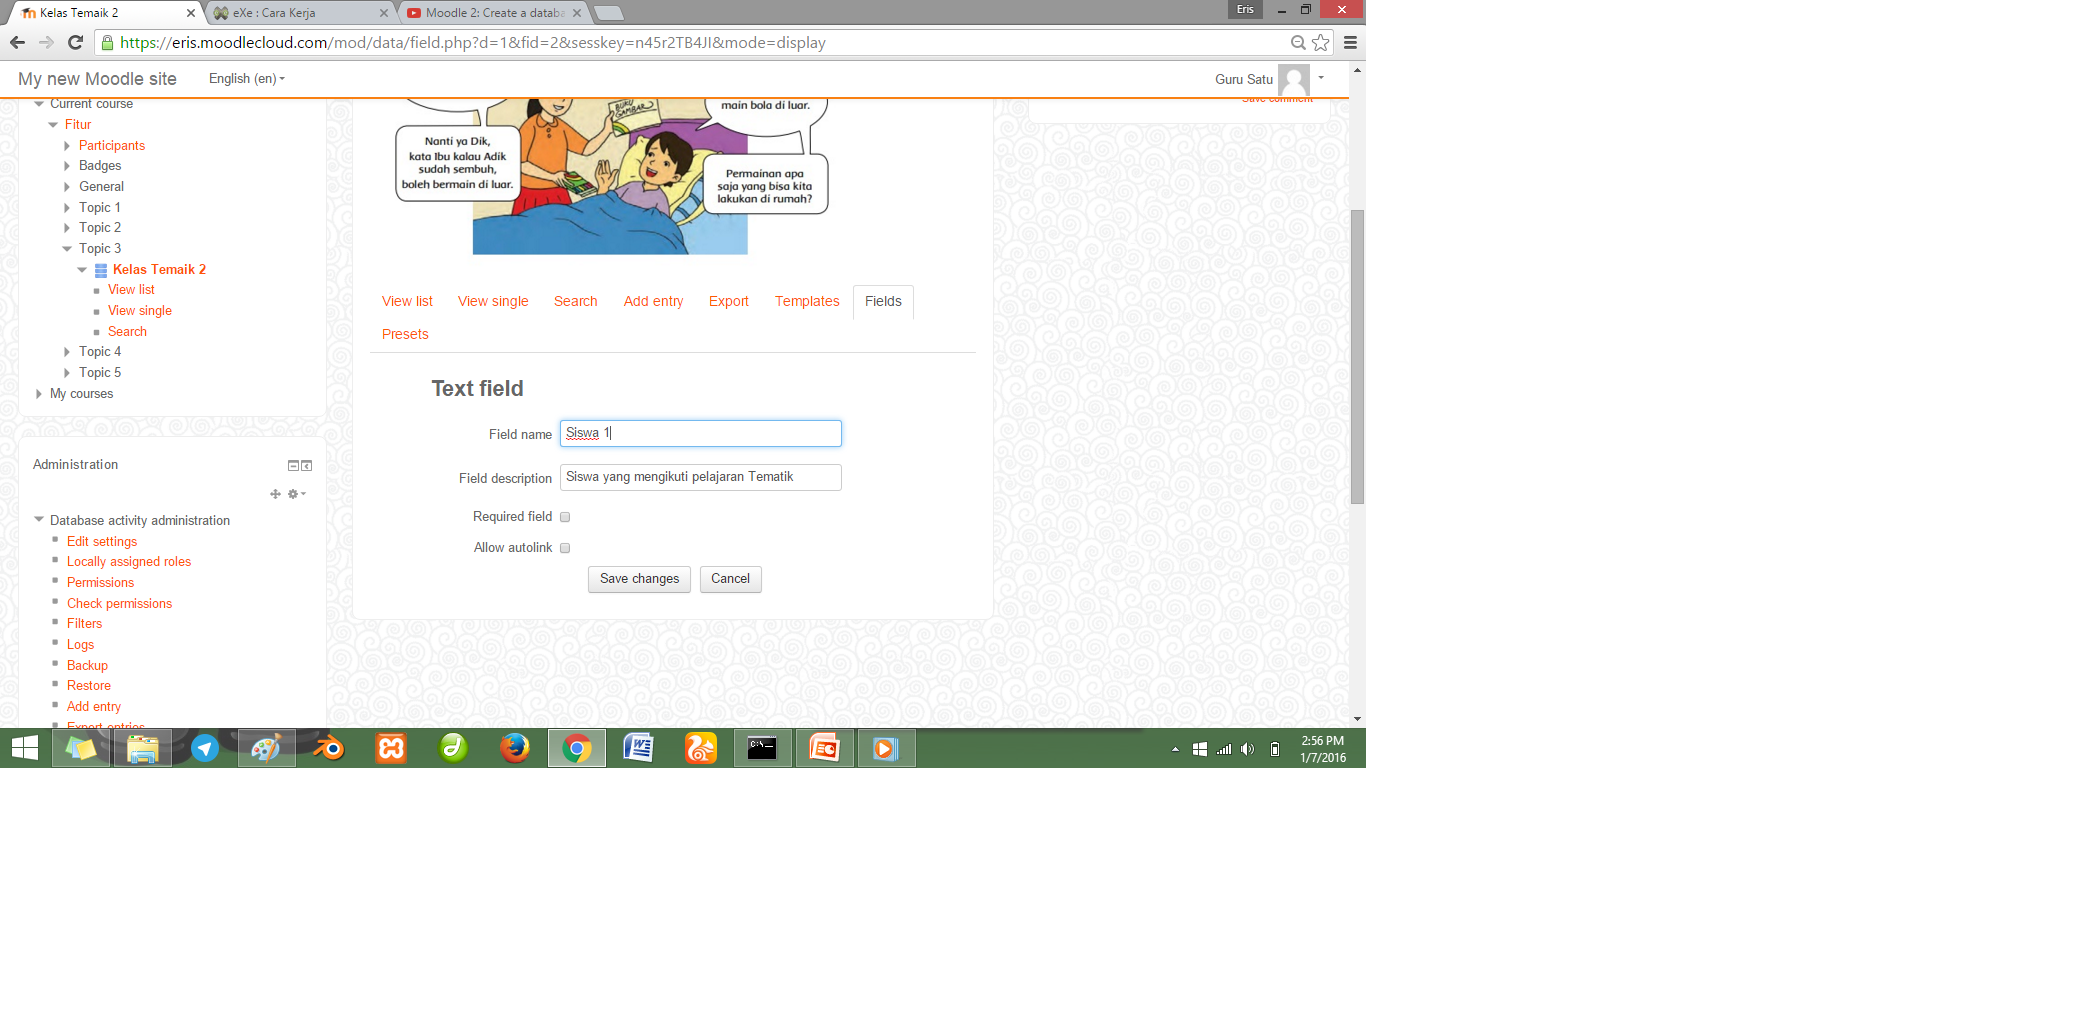 Kelas Temaik 2
eXe : Cara Kerja
Moodle 2: Create a databa
Eris
https://eris.moodlecloud.com/mod/data/field.php?d=1&fid=2&sesskey=n45r2TB4JI&mode=display
My new Moodle site
English (en)
Guru Satu
Current course
Fitur
Participants
Badges
General
Topic 1
Topic 2
Topic 3
Kelas Temaik 2
View list
View single
Search
Topic 4
Topic 5
My courses
Administration
Database activity administration
Edit settings
Locally assigned roles
Permissions
Check permissions
Filters
Logs
Backup
Restore
Add entry
Export entries
BUKU
GAMBAR
main bola di luar.
Nanti ya Dik,
kata Ibu kalau Adik
sudah sembuh,
boleh bermain di luar.
Permainan apa
saja yang bisa kita
lakukan di rumah?
View list
View single
Search
Add entry
Export
Templates
Fields
Presets
Text field
Field name
Siswa 1
Field description
Siswa yang mengikuti pelajaran Tematik
Required field
Allow autolink
Save changes
Cancel
Save comment
C:\
2:56 PM
1/7/2016